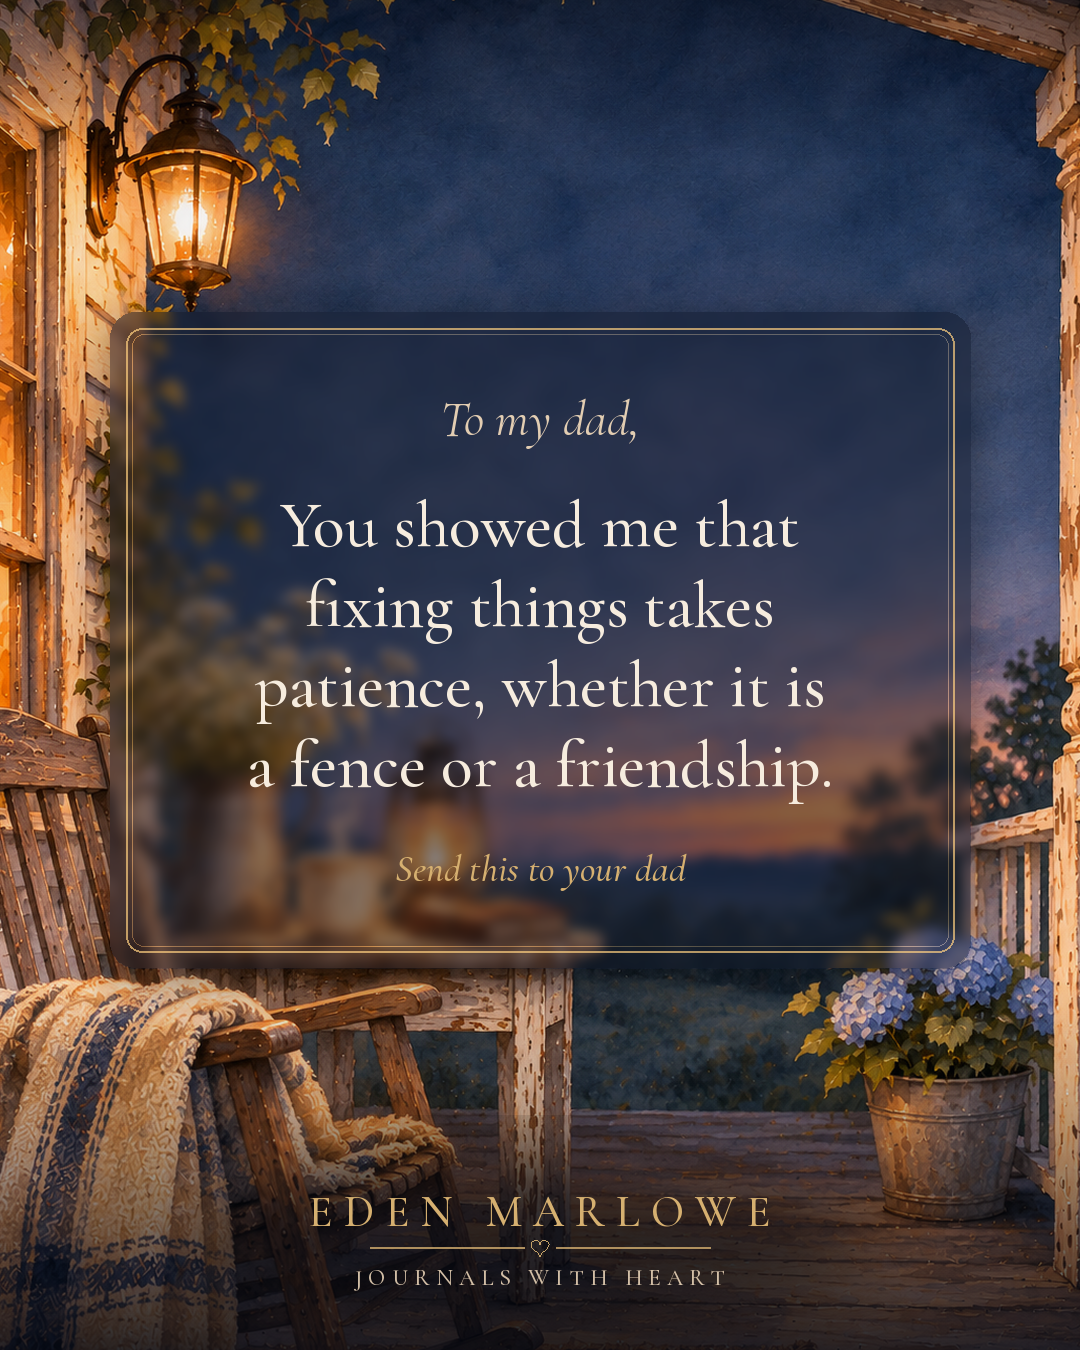 To my dad,
You showed me that
fixing things takes
patience, whether it is
a fence or a friendship.
Send this to your dad
EDEN MARLOWE
JOURNALS WITH HEART